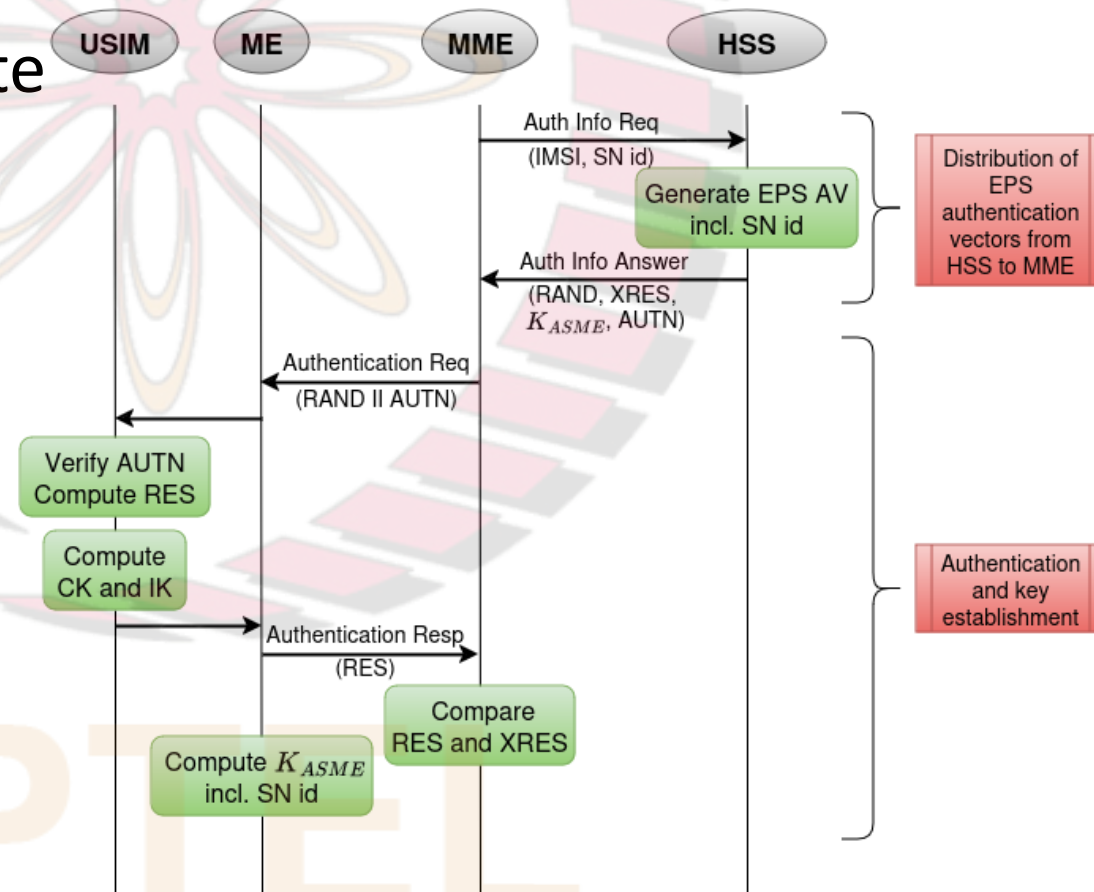 te
USIM
ME
MME
HSS
Auth Info Req
(IMSI, SN id)
Generate EPS AV
incl. SN id
Auth Info Answer
(RAND, XRES,
K_ASME, AUTN)
Distribution of
EPS
authentication
vectors from
HSS to MME
Authentication Req
(RAND II AUTN)
Verify AUTN
Compute RES
Compute
CK and IK
Authentication Resp
(RES)
Compare
RES and XRES
Compute K_ASME
incl. SN id
Authentication
and key
establishment
PTEL